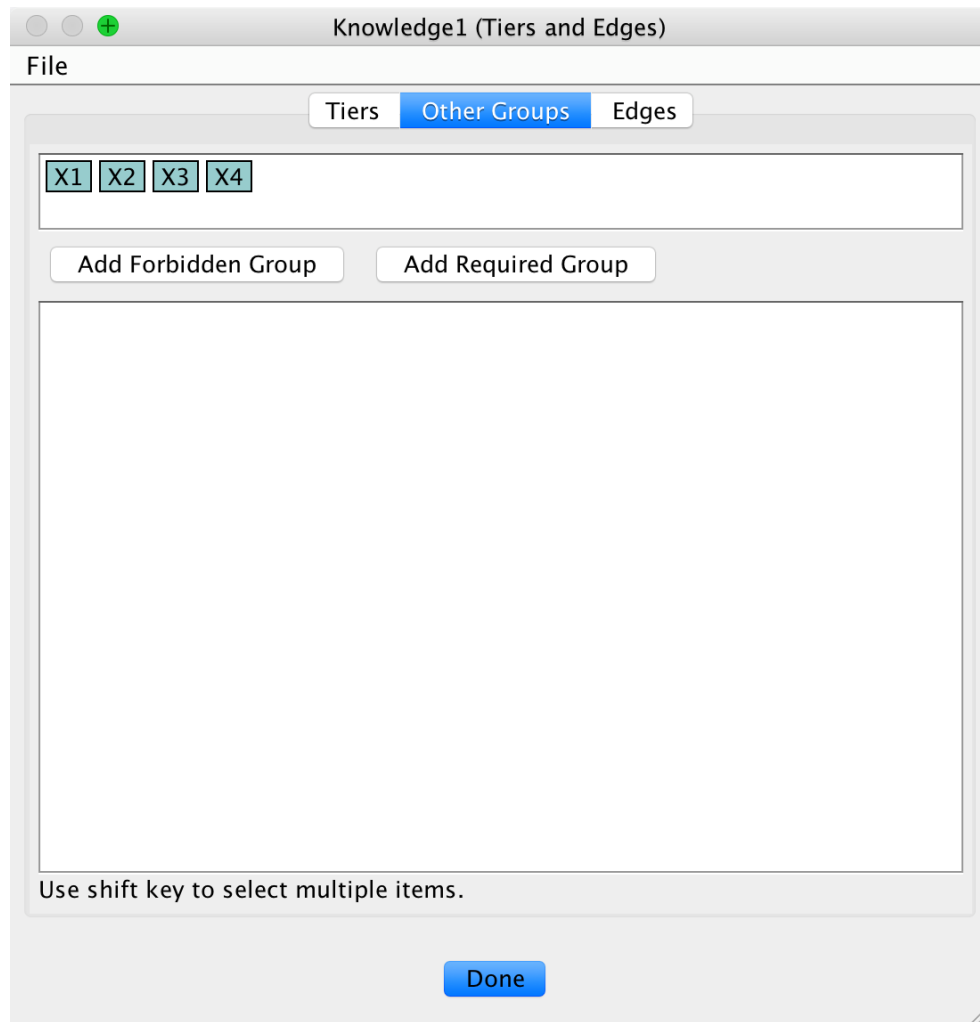 Knowledge1 (Tiers and Edges)
File
Tiers Other Groups Edges
X1 X2 X3 X4
Add Forbidden Group Add Required Group
Use shift key to select multiple items.
Done